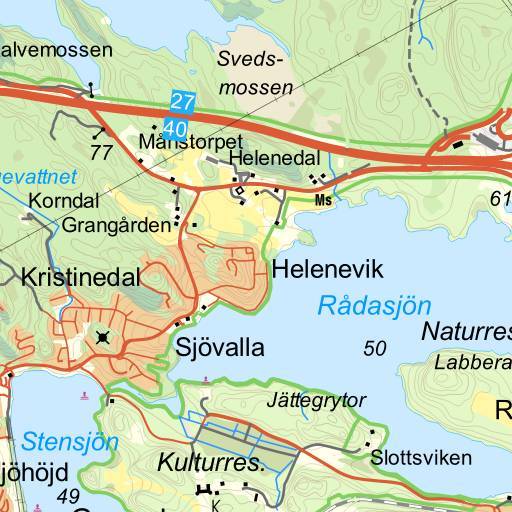 alvemossen
Sveds-
mossen
27
40
77
Månstorpet
Helenedal
evattnet
Korndal
Ms
61
Grangården
Kristinedal
Helenevik
Rådasjön
Naturres
Sjövalla
50
Labbera
Jättegrytor
R
Stensjön
Kulturres.
Slottsviken
jöhöjd
49
K